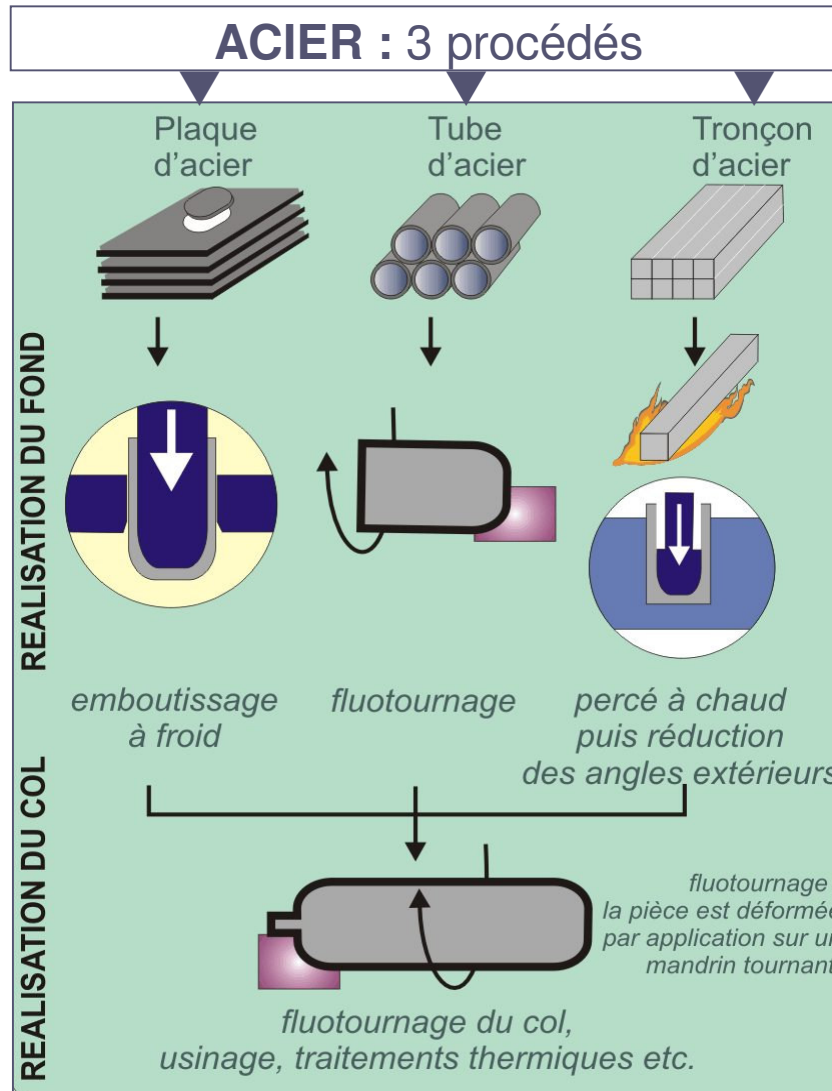 ACIER : 3 procédés
Plaque
d'acier
Tube
d'acier
Tronçon
d'acier
REALISATION DU FOND
emboutissage
à froid
fluotournage
percé à chaud
puis réduction
des angles extérieurs
REALISATION DU COL
fluotournage
la pièce est déformée
par application sur un
mandrin tournant
fluotournage du col,
usinage, traitements thermiques etc.